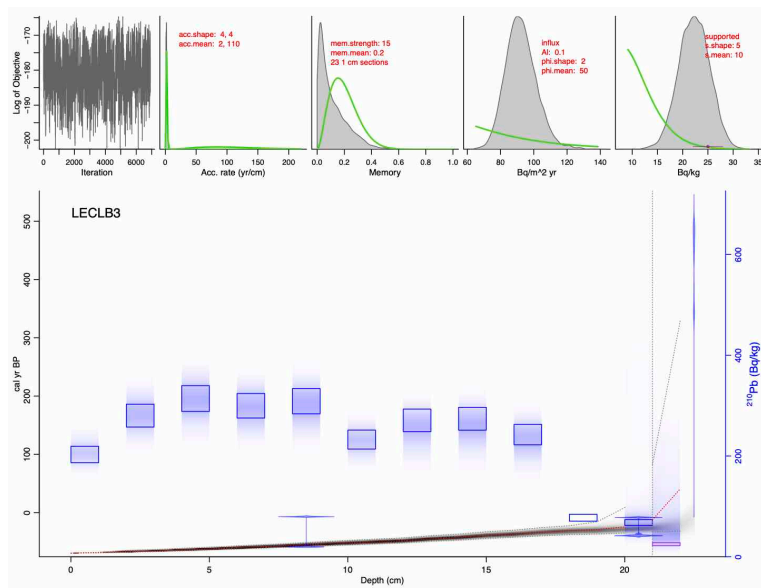 Log of Objective
−170
−180
−190
−200
0 2000 4000 6000
Iteration
acc.shape: 4, 4
acc.mean: 2, 110
0 50 100 150 200
Acc. rate (yr/cm)
mem.strength: 15
mem.mean: 0.2
23 1 cm sections
0.0 0.2 0.4 0.6 0.8 1.0
Memory
influx
Al: 0.1
phi.shape: 2
phi.mean: 50
60 80 100 120 140
Bq/m^2 yr
supported
s.shape: 5
s.mean: 10
10 15 20 25 30 35
Bq/kg
LECLB3
cal yr BP
500
400
300
200
100
0
0 5 10 15 20
Depth (cm)
600
400
200
0
210Pb (Bq/kg)